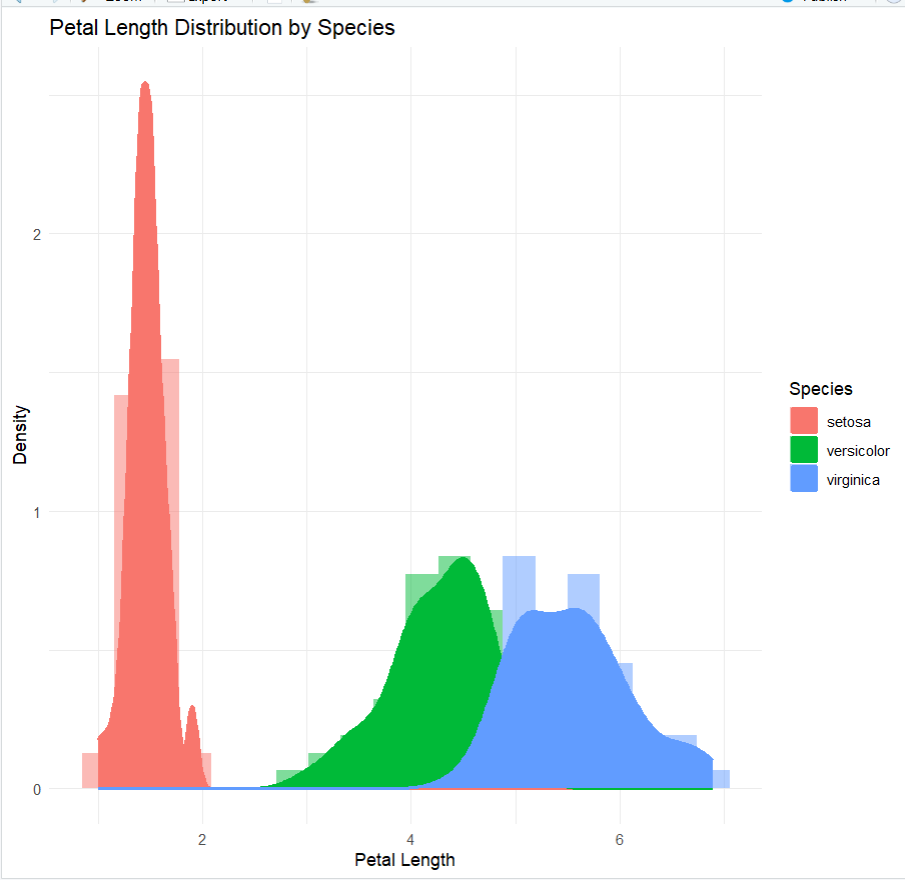 Petal Length Distribution by Species
2
1
0
Density
2 4 6
Petal Length
Species
setosa
versicolor
virginica